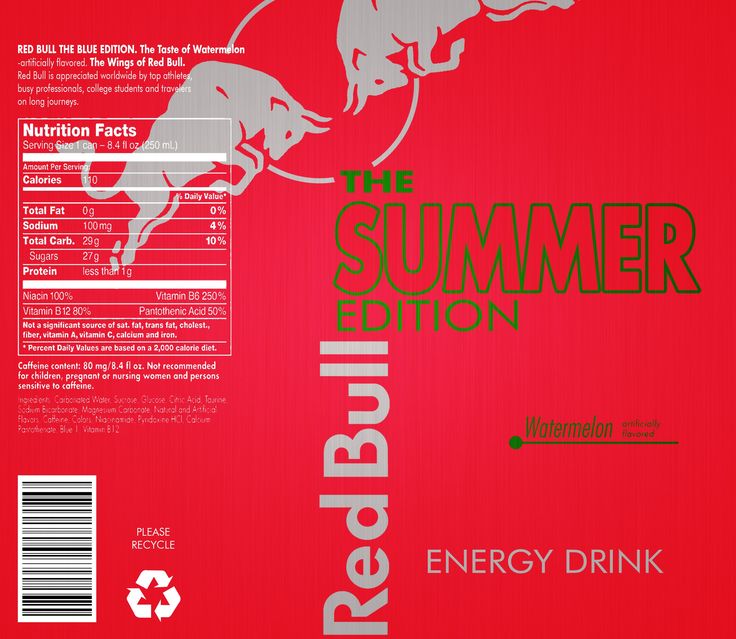 RED BULL THE BLUE EDITION. The Taste of Watermelon
-artificially flavored. The Wings of Red Bull.
Red Bull is appreciated worldwide by top athletes,
busy professionals, college students and travelers
on long journeys.
Nutrition Facts
Serving Size 1 can – 8.4 fl oz (250 mL)
Amount Per Serving:
Calories 110
% Daily Value*
Total Fat 0 g 0%
Sodium 100 mg 4%
Total Carb. 29 g 10%
Sugars 27 g
Protein less than 1 g
Niacin 100% Vitamin B6 250%
Vitamin B12 80% Pantothenic Acid 50%
Not a significant source of sat. fat, trans fat, cholest.,
fiber, vitamin A, vitamin C, calcium and iron.
* Percent Daily Values are based on a 2,000 calorie diet.
Caffeine content: 80 mg/8.4 fl oz. Not recommended
for children, pregnant or nursing women and persons
sensitive to caffeine.
Ingredients: Carbonated Water, Sucrose, Glucose, Citric Acid, Taurine,
Sodium Bicarbonate, Magnesium Carbonate, Natural and Artificial
Flavors, Caffeine, Colors, Niacinamide, Pyridoxine HCl, Calcium
Pantothenate, Blue 1, Vitamin B12
PLEASE
RECYCLE
THE
SUMMER
EDITION
Red Bull
Watermelon artificially
flavored
ENERGY DRINK